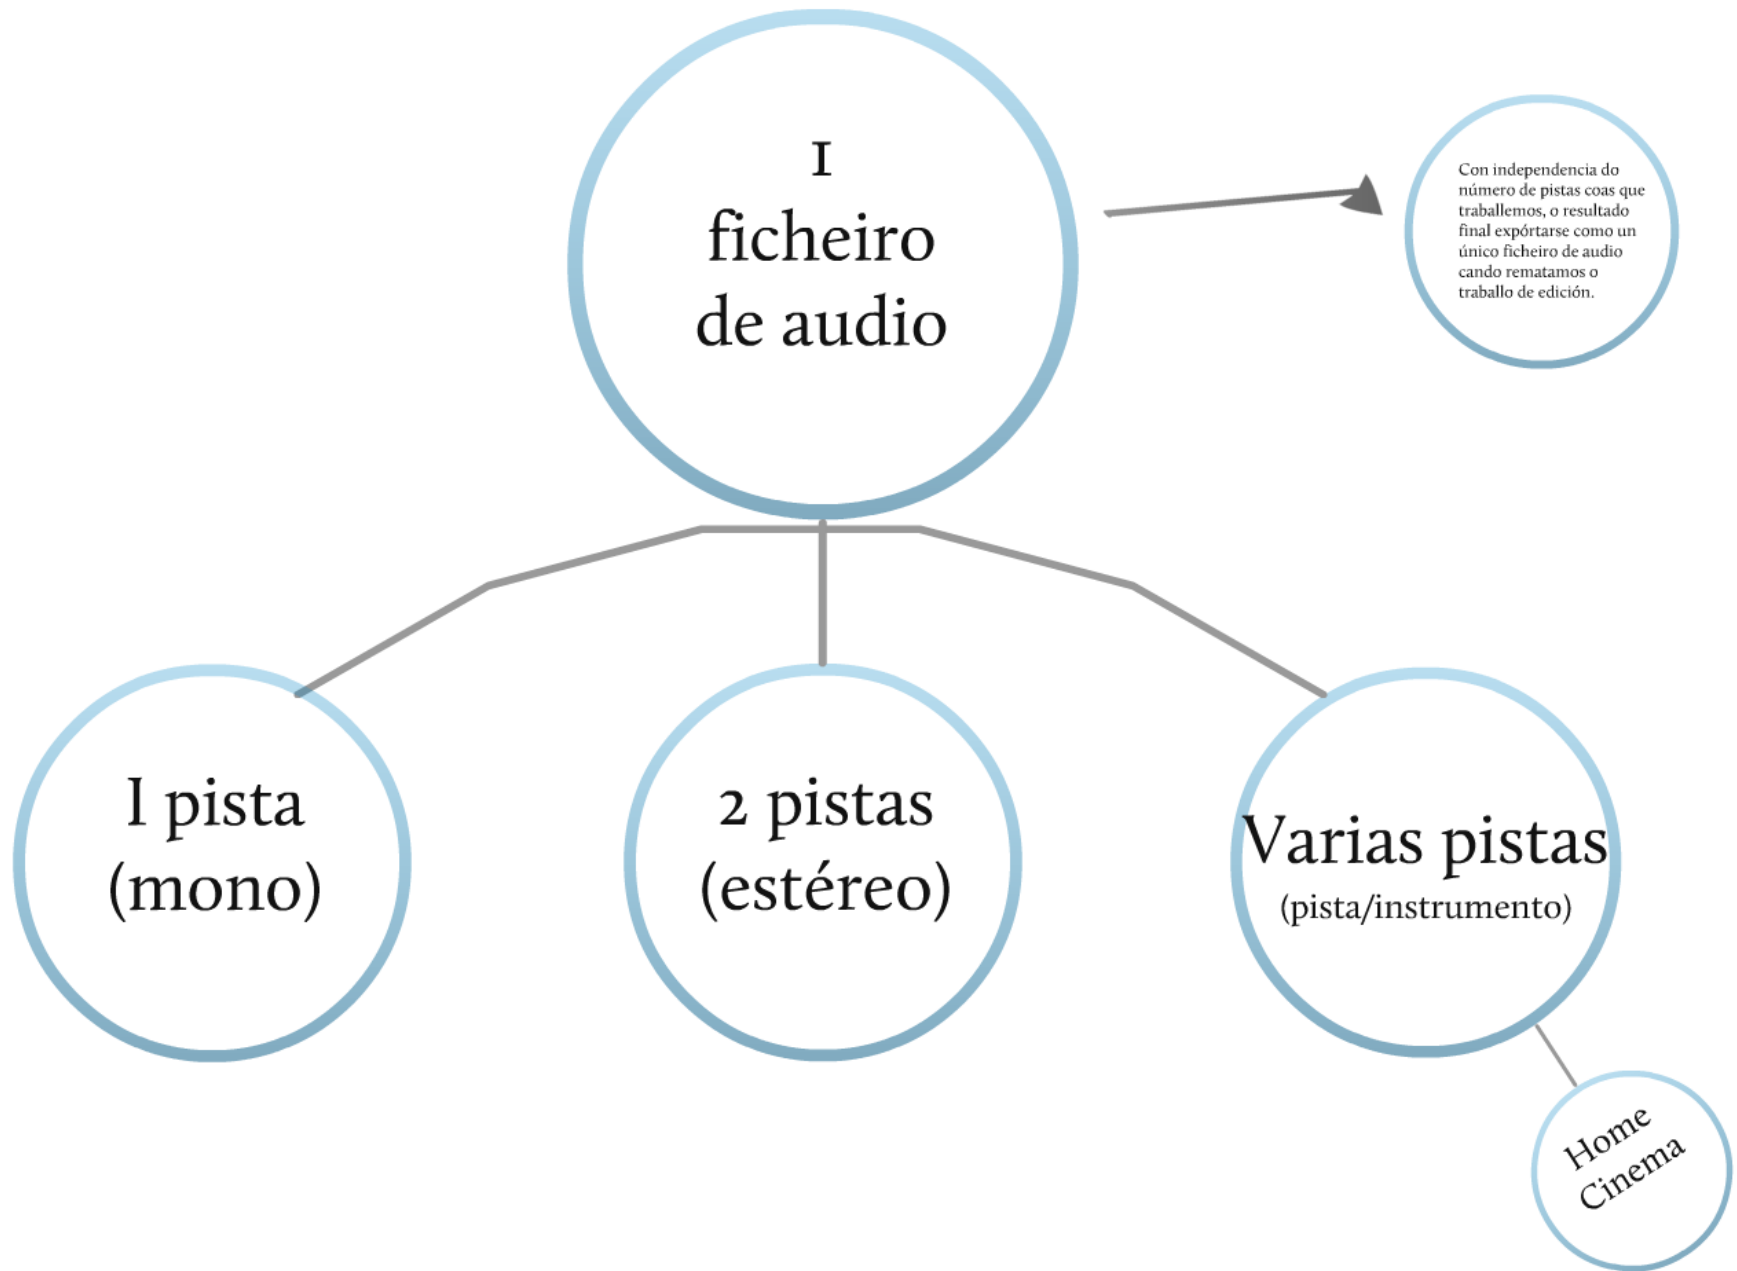 1
ficheiro
de audio
Con independencia do
número de pistas coas que
traballemos, o resultado
final expórtarse como un
único ficheiro de audio
cando rematamos o
traballo de edición.
I pista
(mono)
2 pistas
(estéreo)
Varias pistas
(pista/instrumento)
Home
Cinema